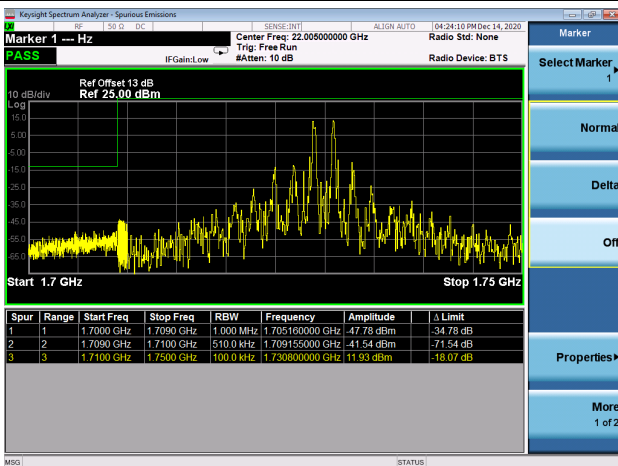 Keysight Spectrum Analyzer - Spurious Emissions
RF 50 Ω DC SENSE:INT ALIGN AUTO 04:24:10 PM Dec 14, 2020
Marker 1 --- Hz
Center Freq: 22.005000000 GHz
Radio Std: None
Trig: Free Run
PASS
IFGain:Low
#Atten: 10 dB
Radio Device: BTS
Ref Offset 13 dB
10 dB/div Ref 25.00 dBm
Log
15.0
5.00
-5.00
-15.0
-25.0
-35.0
-45.0
-55.0
-65.0
Start 1.7 GHz Stop 1.75 GHz
Spur Range Start Freq Stop Freq RBW Frequency Amplitude Δ Limit
1 1 1.7000 GHz 1.7090 GHz 1.000 MHz 1.705160000 GHz -47.78 dBm -34.78 dB
2 2 1.7090 GHz 1.7100 GHz 510.0 kHz 1.709155000 GHz -41.54 dBm -71.54 dB
3 3 1.7100 GHz 1.7500 GHz 100.0 kHz 1.730800000 GHz 11.93 dBm -18.07 dB
MSG STATUS
Marker
Select Marker
1
Normal
Delta
Off
Properties
More
1 of 2